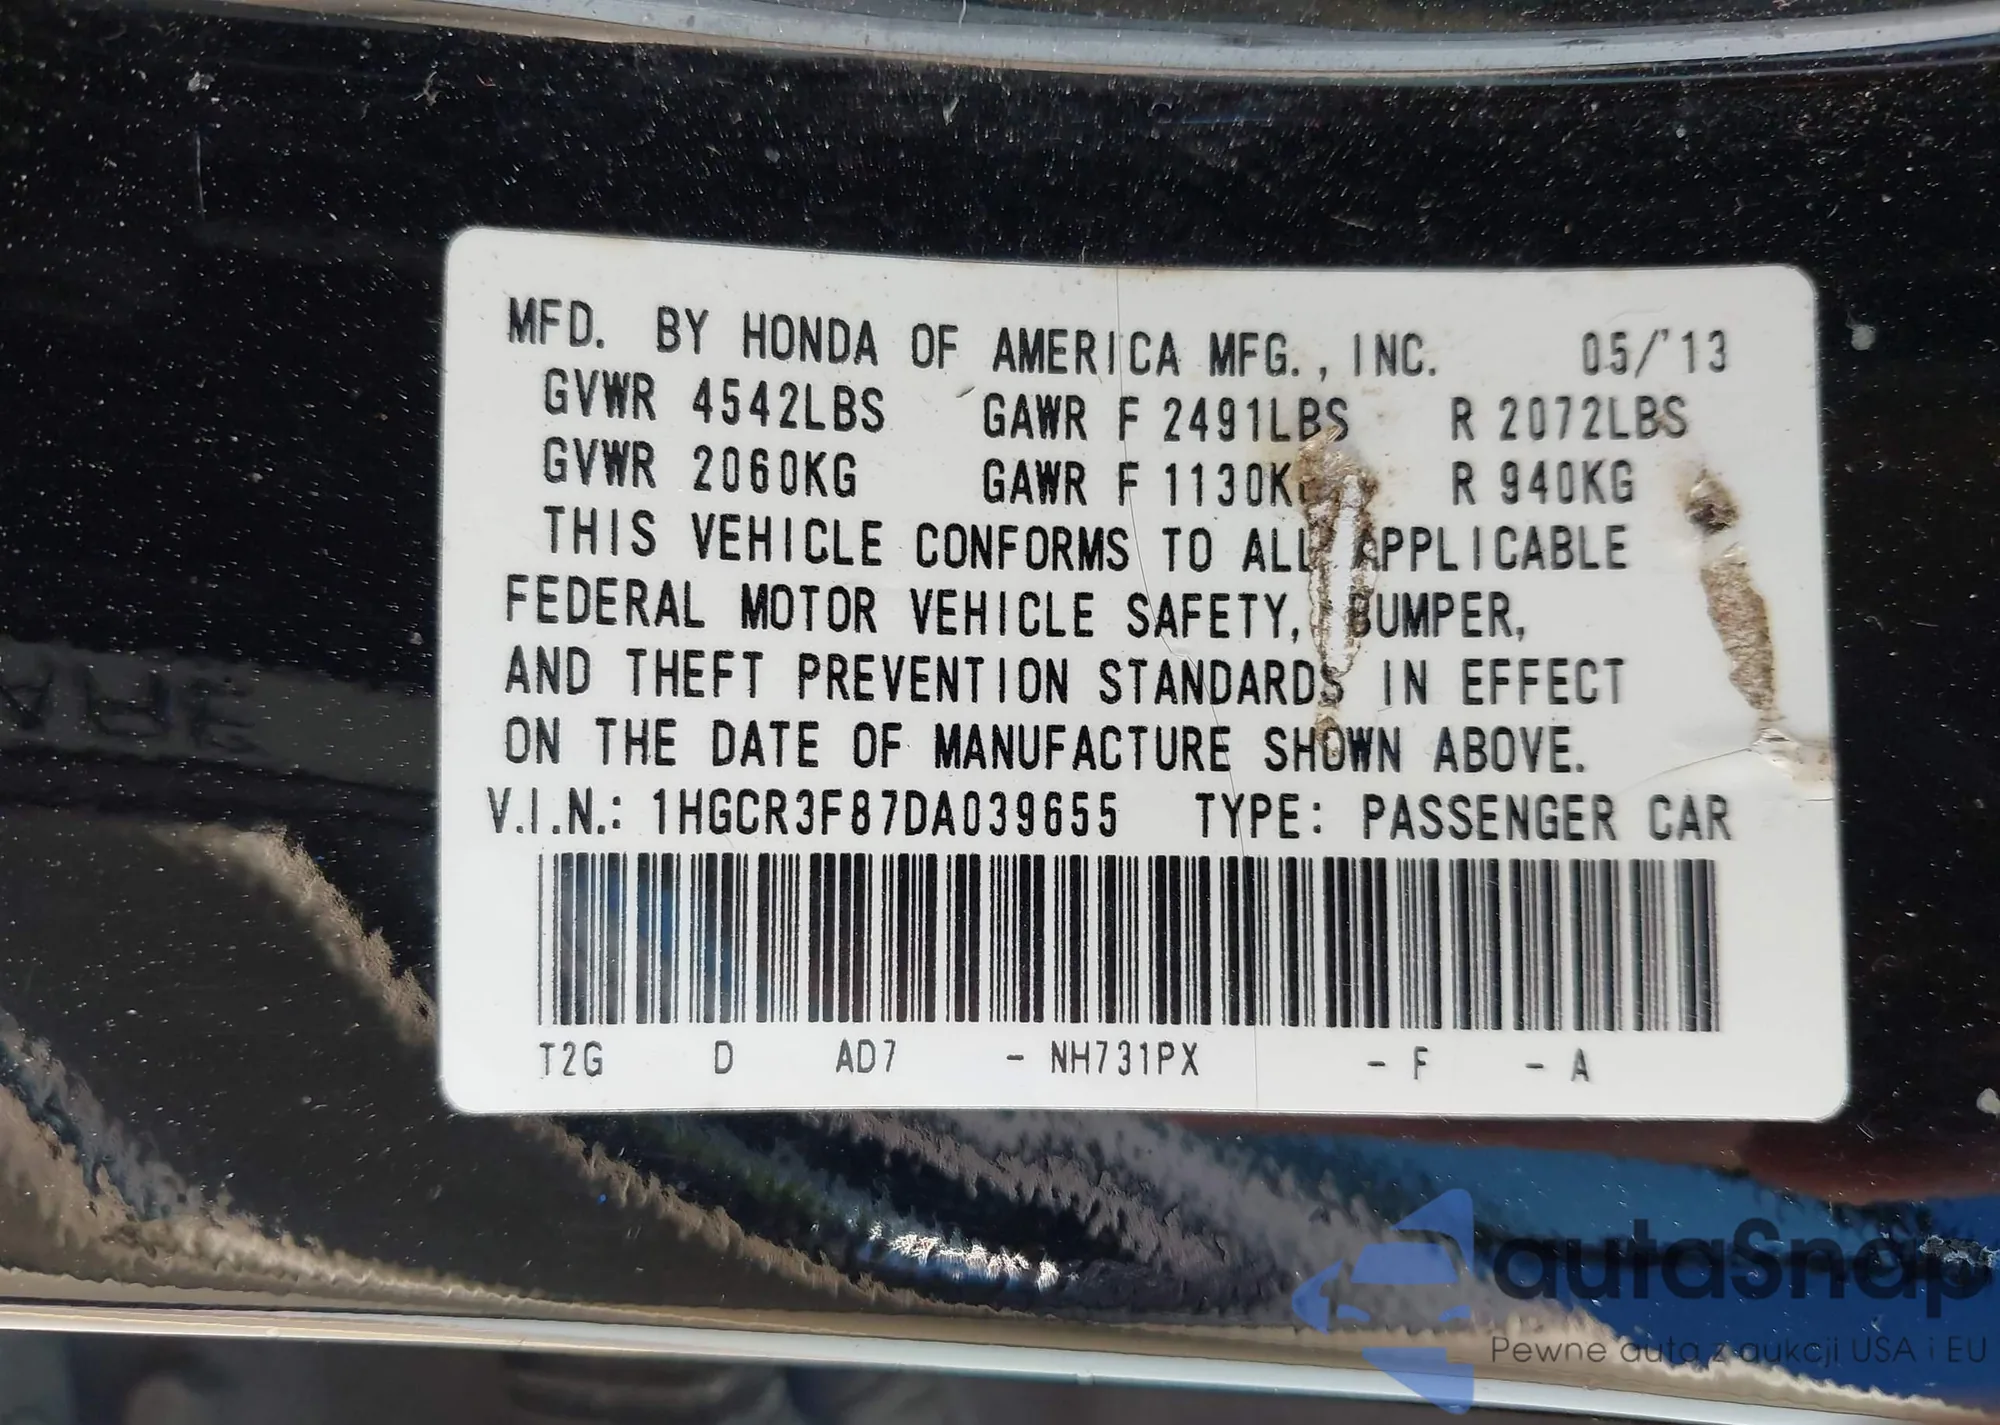 MFD. BY HONDA OF AMERICA MFG., INC. 05/'13
GVWR 4542LBS GAWR F 2491LBS R 2072LBS
GVWR 2060KG GAWR F 1130K R 940KG
THIS VEHICLE CONFORMS TO ALL APPLICABLE
FEDERAL MOTOR VEHICLE SAFETY, BUMPER,
AND THEFT PREVENTION STANDARDS IN EFFECT
ON THE DATE OF MANUFACTURE SHOWN ABOVE.
V.I.N.: 1HGCR3F87DA039655 TYPE: PASSENGER CAR
T2G D AD7 - NH731PX - F - A
autaSnap
Pewne auta z aukcji USA i EU